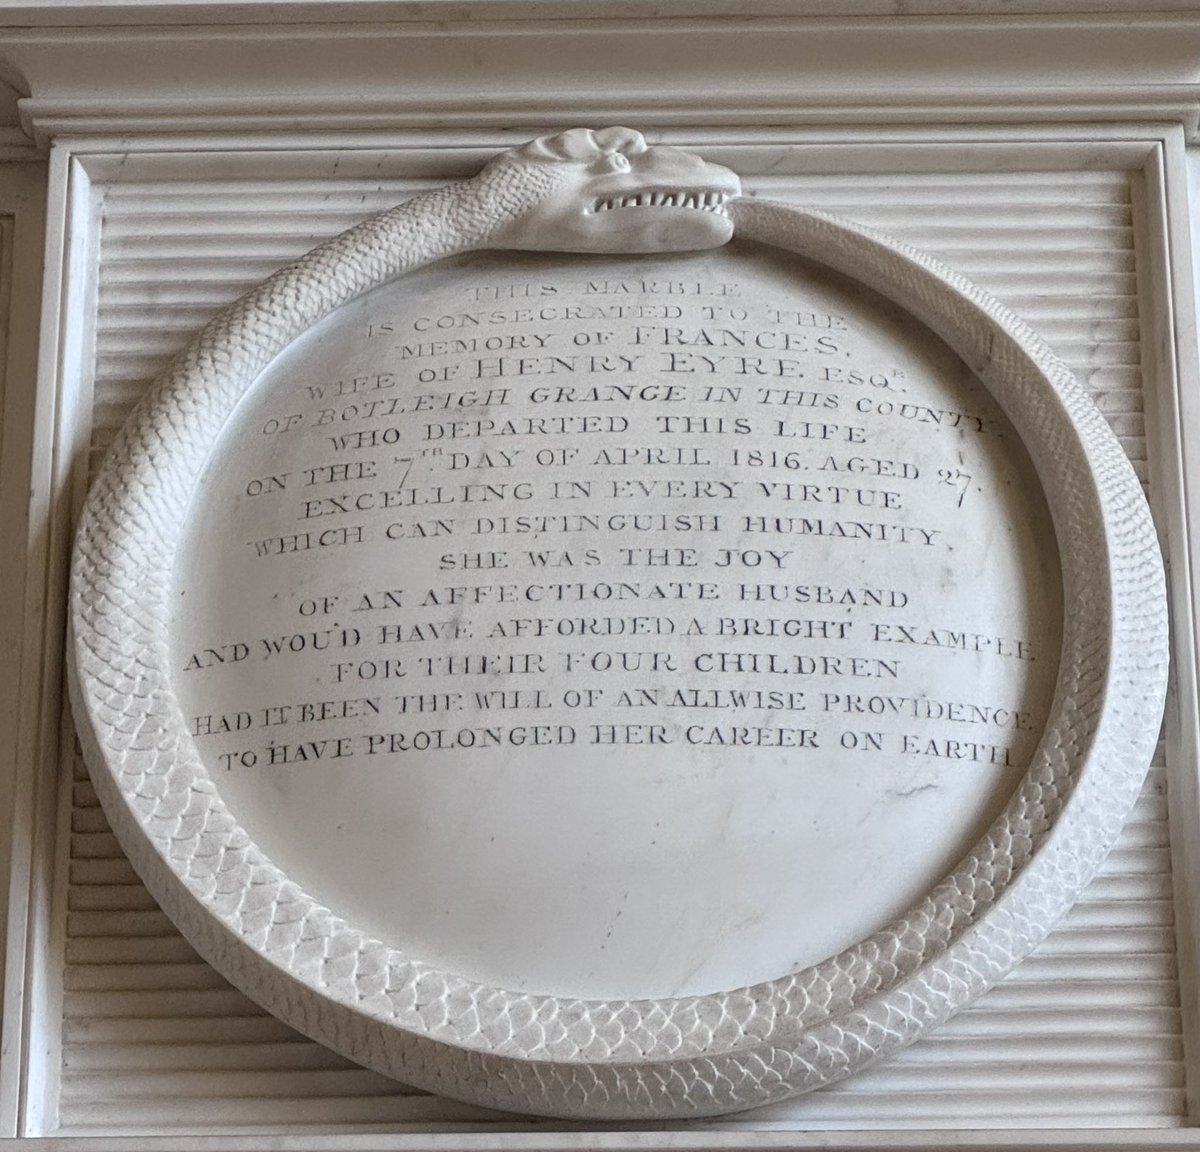 THIS MARBLE
IS CONSECRATED TO THE
MEMORY OF FRANCES,
WIFE OF HENRY EYRE. ESQ.R
OF BOTLEIGH GRANGE IN THIS COUNTY.
WHO DEPARTED THIS LIFE
ON THE 7TH DAY OF APRIL 1816. AGED 27.
EXCELLING IN EVERY VIRTUE
WHICH CAN DISTINGUISH HUMANITY,
SHE WAS THE JOY
OF AN AFFECTIONATE HUSBAND
AND WOU'D HAVE AFFORDED A BRIGHT EXAMPLE
FOR THEIR FOUR CHILDREN
HAD IT BEEN THE WILL OF AN ALLWISE PROVIDENCE
TO HAVE PROLONGED HER CAREER ON EARTH